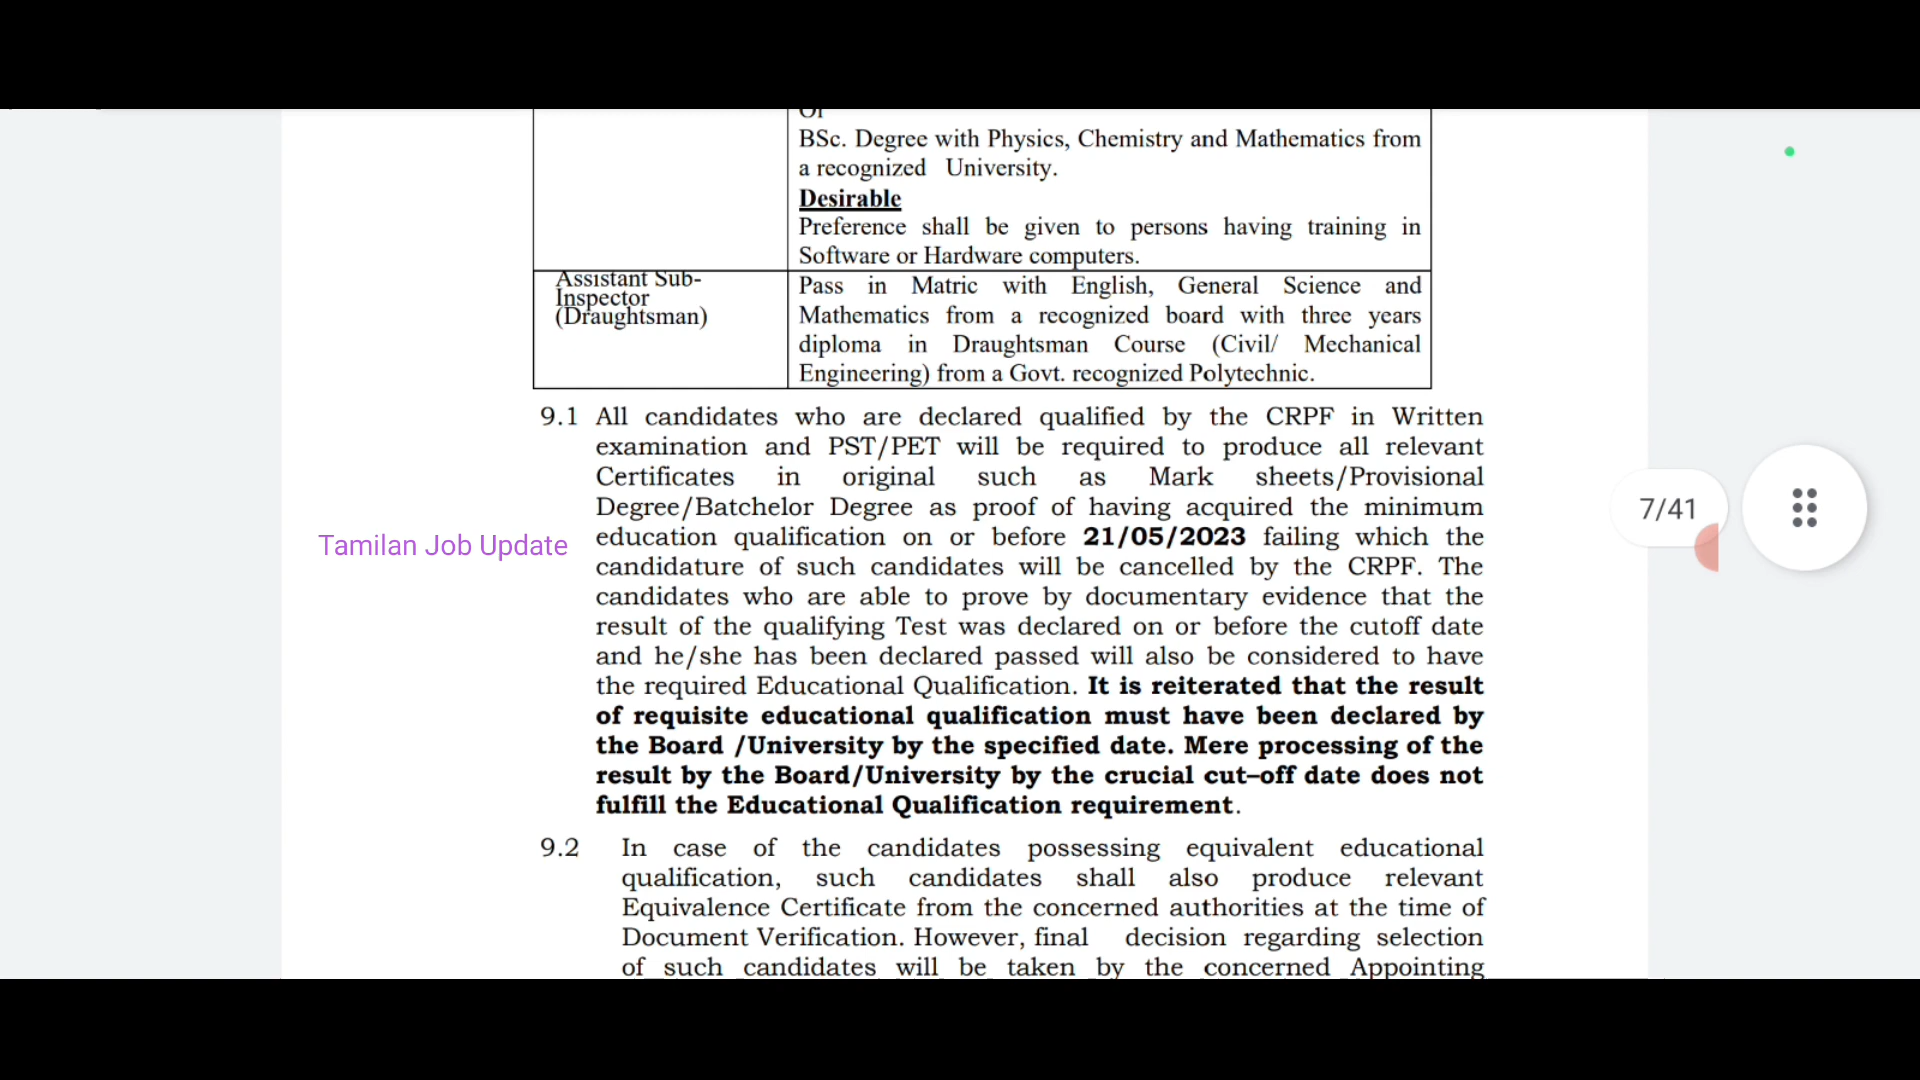 Or
BSc. Degree with Physics, Chemistry and Mathematics from
a recognized University.
Desirable
Preference shall be given to persons having training in
Software or Hardware computers.
Assistant Sub-
Inspector
(Draughtsman)
Pass in Matric with English, General Science and
Mathematics from a recognized board with three years
diploma in Draughtsman Course (Civil/ Mechanical
Engineering) from a Govt. recognized Polytechnic.
9.1 All candidates who are declared qualified by the CRPF in Written
examination and PST/PET will be required to produce all relevant
Certificates in original such as Mark sheets/Provisional
Degree/Batchelor Degree as proof of having acquired the minimum
education qualification on or before 21/05/2023 failing which the
candidature of such candidates will be cancelled by the CRPF. The
candidates who are able to prove by documentary evidence that the
result of the qualifying Test was declared on or before the cutoff date
and he/she has been declared passed will also be considered to have
the required Educational Qualification. It is reiterated that the result
of requisite educational qualification must have been declared by
the Board /University by the specified date. Mere processing of the
result by the Board/University by the crucial cut–off date does not
fulfill the Educational Qualification requirement.
9.2 In case of the candidates possessing equivalent educational
qualification, such candidates shall also produce relevant
Equivalence Certificate from the concerned authorities at the time of
Document Verification. However, final decision regarding selection
of such candidates will be taken by the concerned Appointing
Tamilan Job Update
7/41